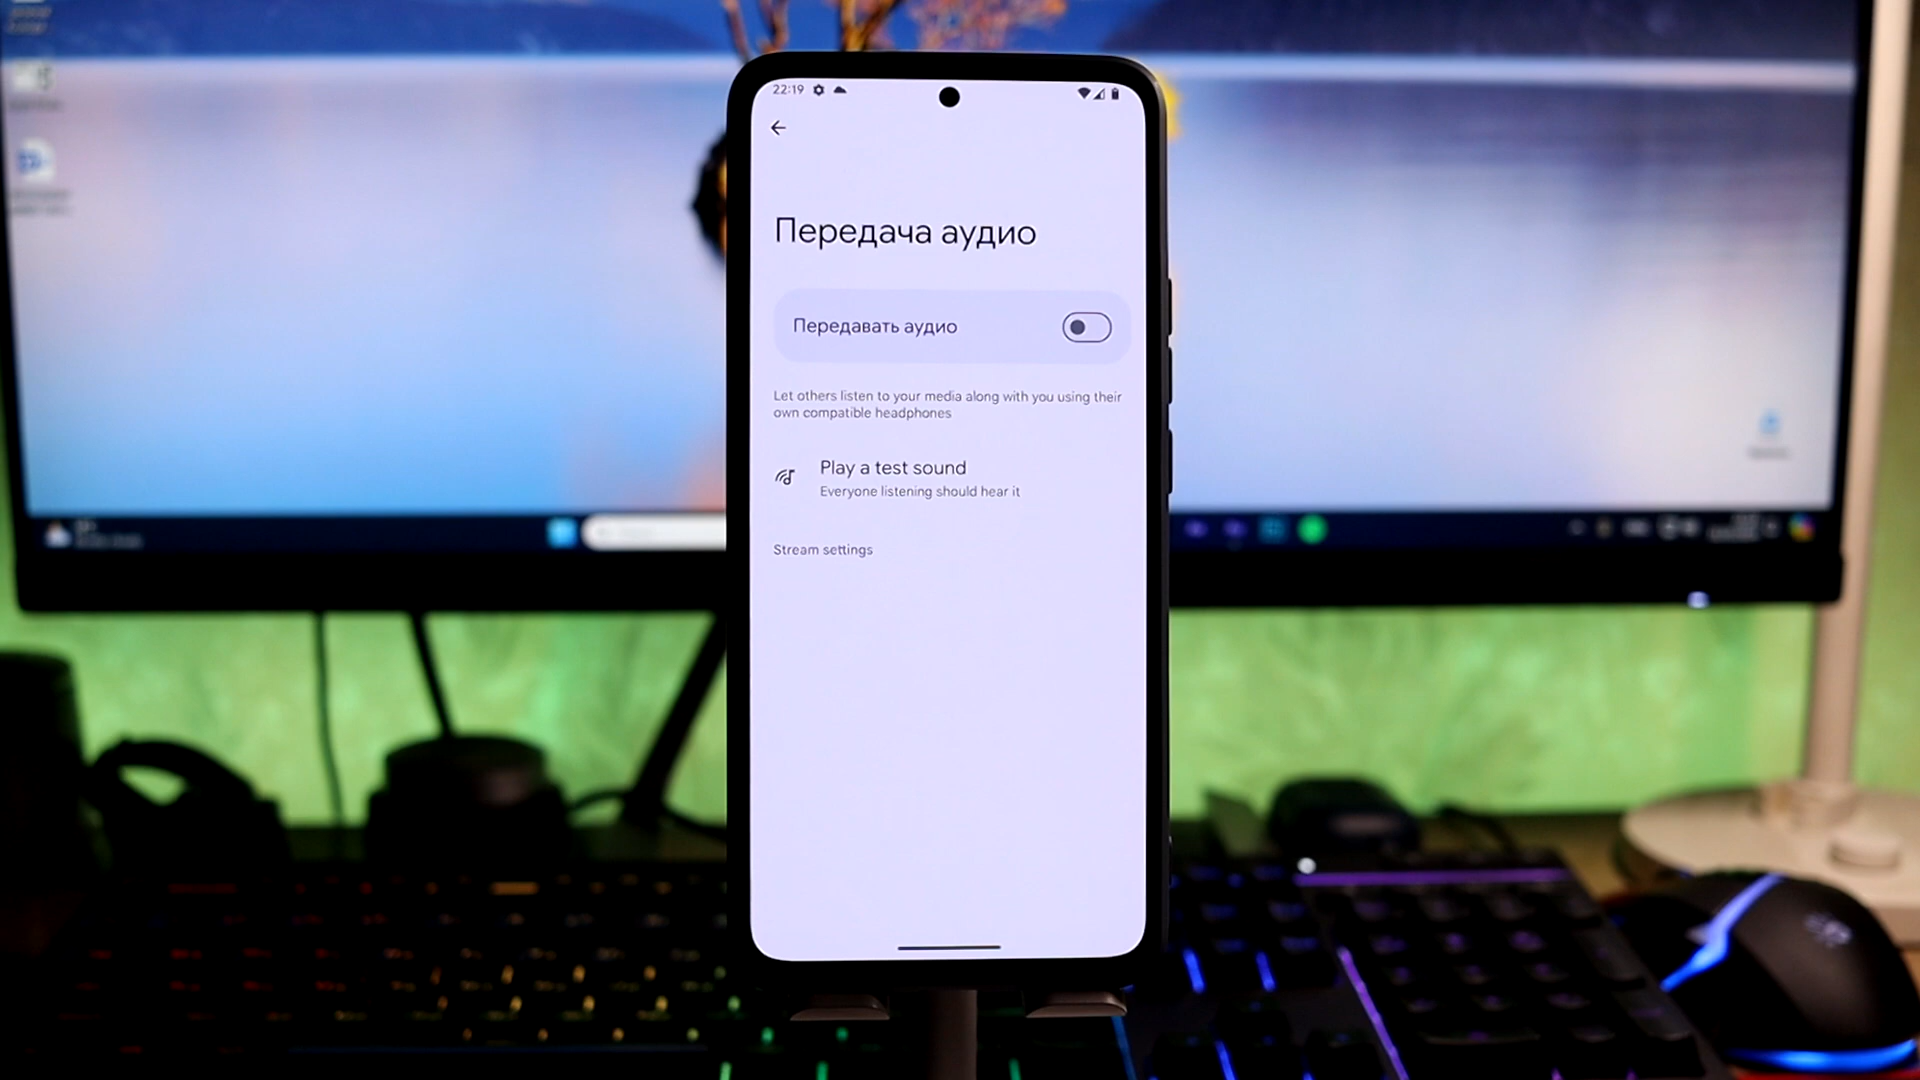 22:19
Передача аудио
Передавать аудио
Let others listen to your media along with you using their
own compatible headphones
Play a test sound
Everyone listening should hear it
Stream settings